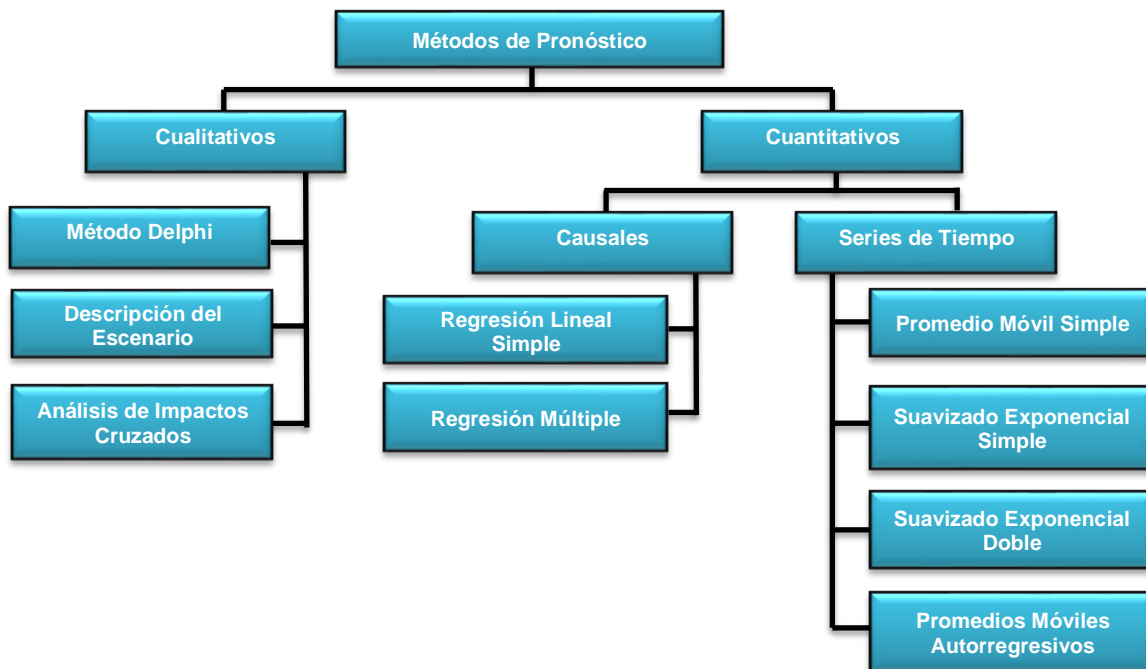 Métodos de Pronóstico
Cualitativos
Cuantitativos
Método Delphi
Descripción del
Escenario
Análisis de Impactos
Cruzados
Causales
Series de Tiempo
Regresión Lineal
Simple
Regresión Múltiple
Promedio Móvil Simple
Suavizado Exponencial
Simple
Suavizado Exponencial
Doble
Promedios Móviles
Autorregresivos